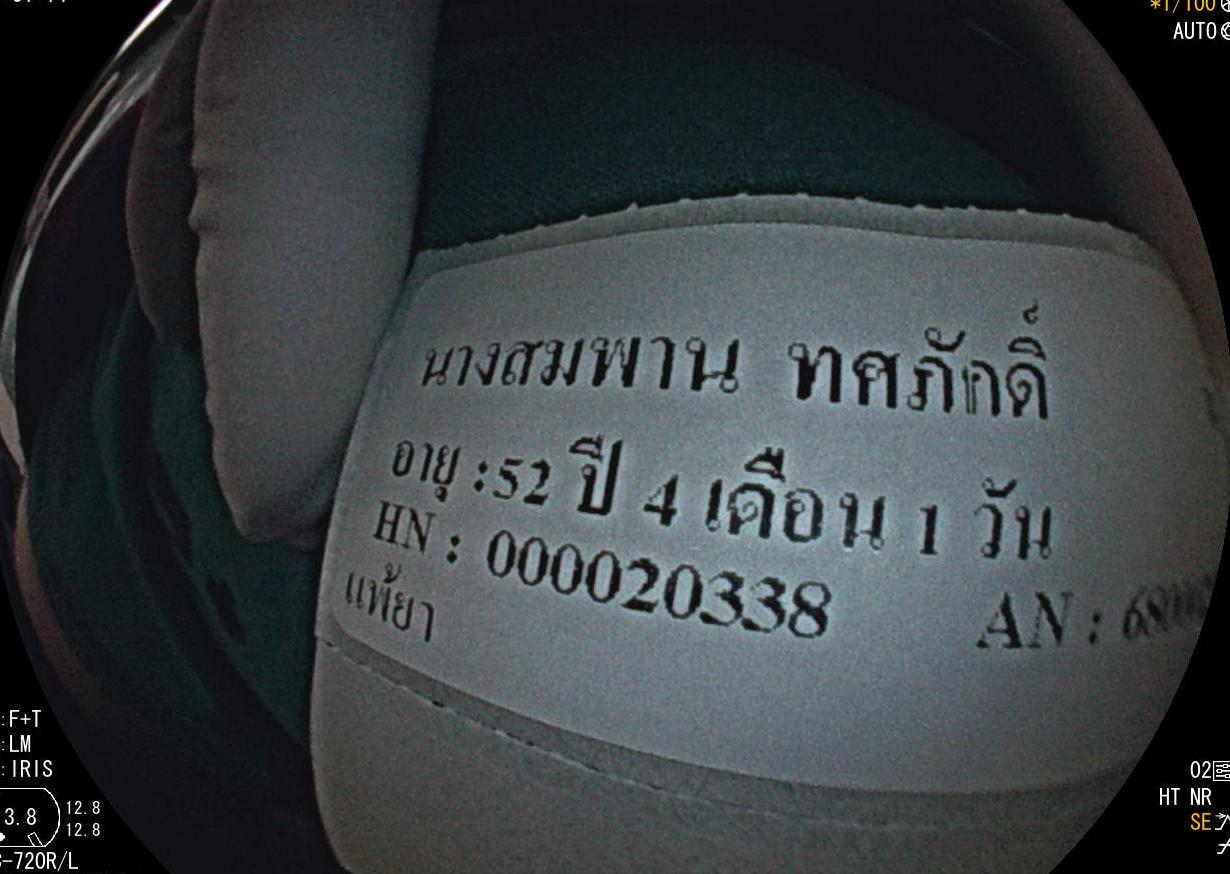 *1/100
AUTO
นางสมพาน ทศภักดิ์
อายุ :52 ปี 4 เดือน 1 วัน
HN : 000020338 AN :
แพ้ยา
:F+T
:LM
:IRIS
3.8 12.8
12.8
-720R/L
02
HT NR
SE